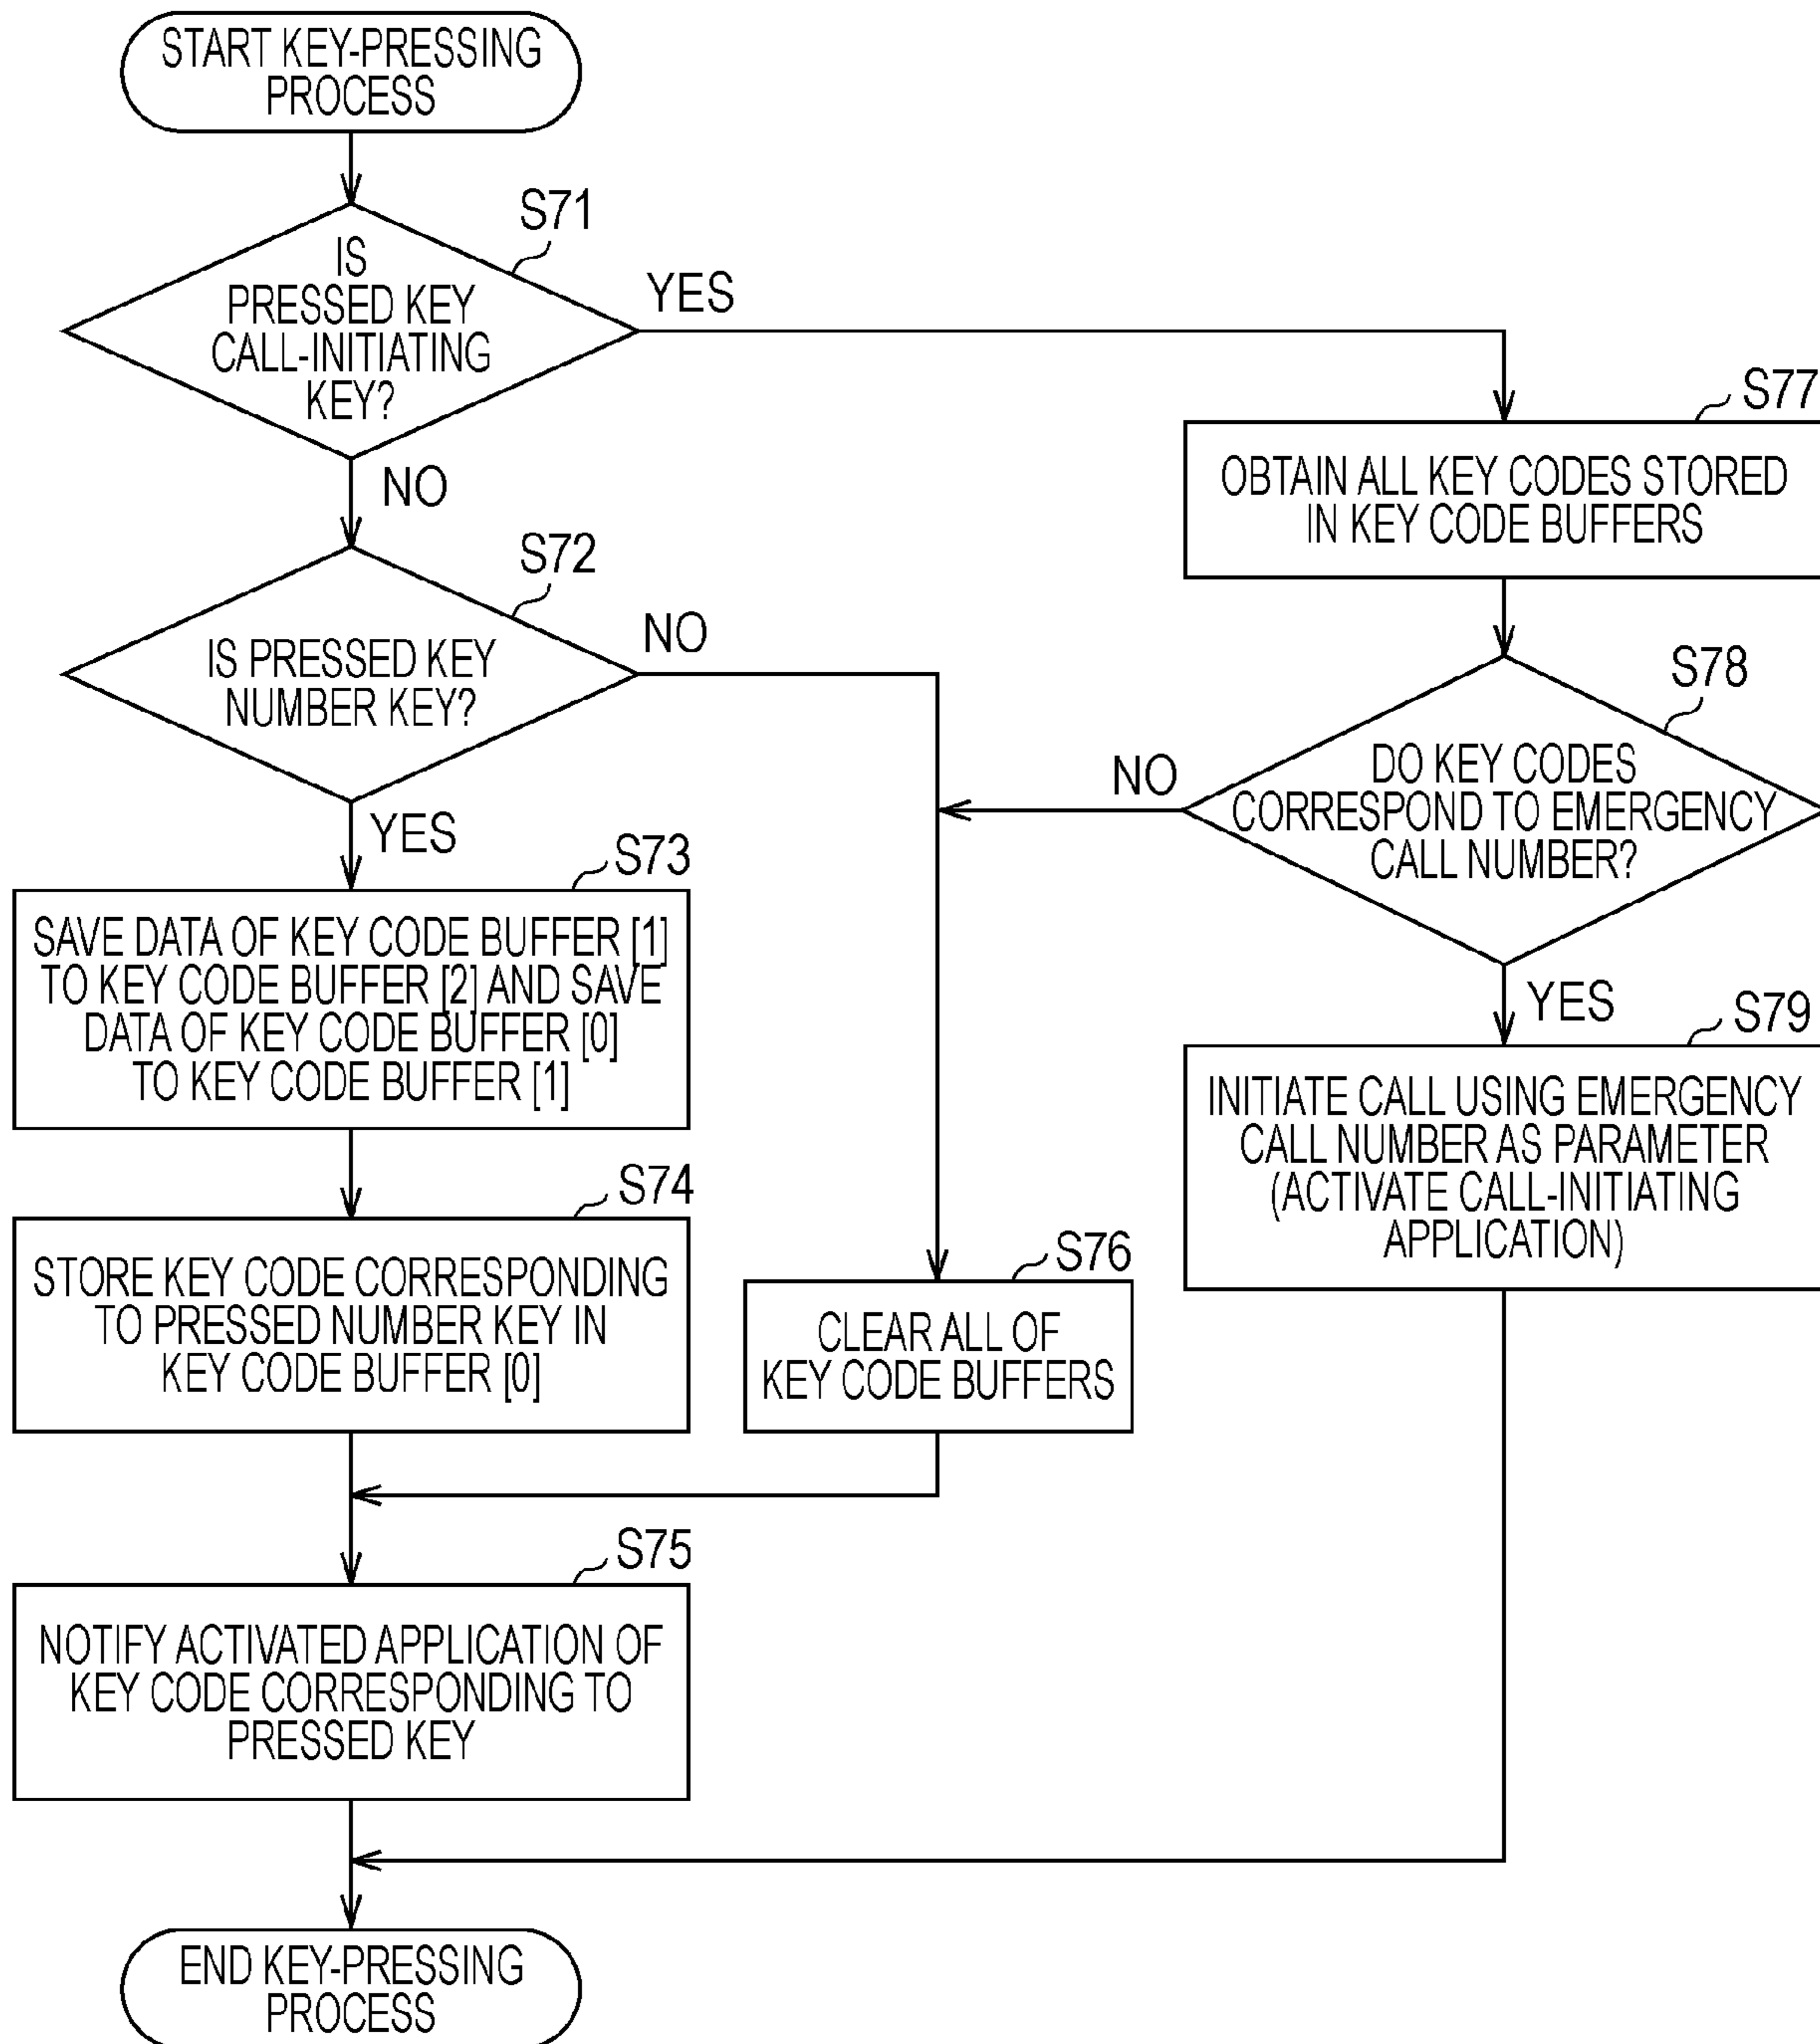 START KEY-PRESSING
PROCESS
S71
IS
PRESSED KEY
CALL-INITIATING
KEY?
YES
NO
S72
IS PRESSED KEY
NUMBER KEY?
NO
YES
S73
SAVE DATA OF KEY CODE BUFFER [1]
TO KEY CODE BUFFER [2] AND SAVE
DATA OF KEY CODE BUFFER [0]
TO KEY CODE BUFFER [1]
S74
STORE KEY CODE CORRESPONDING
TO PRESSED NUMBER KEY IN
KEY CODE BUFFER [0]
S76
CLEAR ALL OF
KEY CODE BUFFERS
S75
NOTIFY ACTIVATED APPLICATION OF
KEY CODE CORRESPONDING TO
PRESSED KEY
S77
OBTAIN ALL KEY CODES STORED
IN KEY CODE BUFFERS
S78
DO KEY CODES
CORRESPOND TO EMERGENCY
CALL NUMBER?
NO
YES
S79
INITIATE CALL USING EMERGENCY
CALL NUMBER AS PARAMETER
(ACTIVATE CALL-INITIATING
APPLICATION)
END KEY-PRESSING
PROCESS